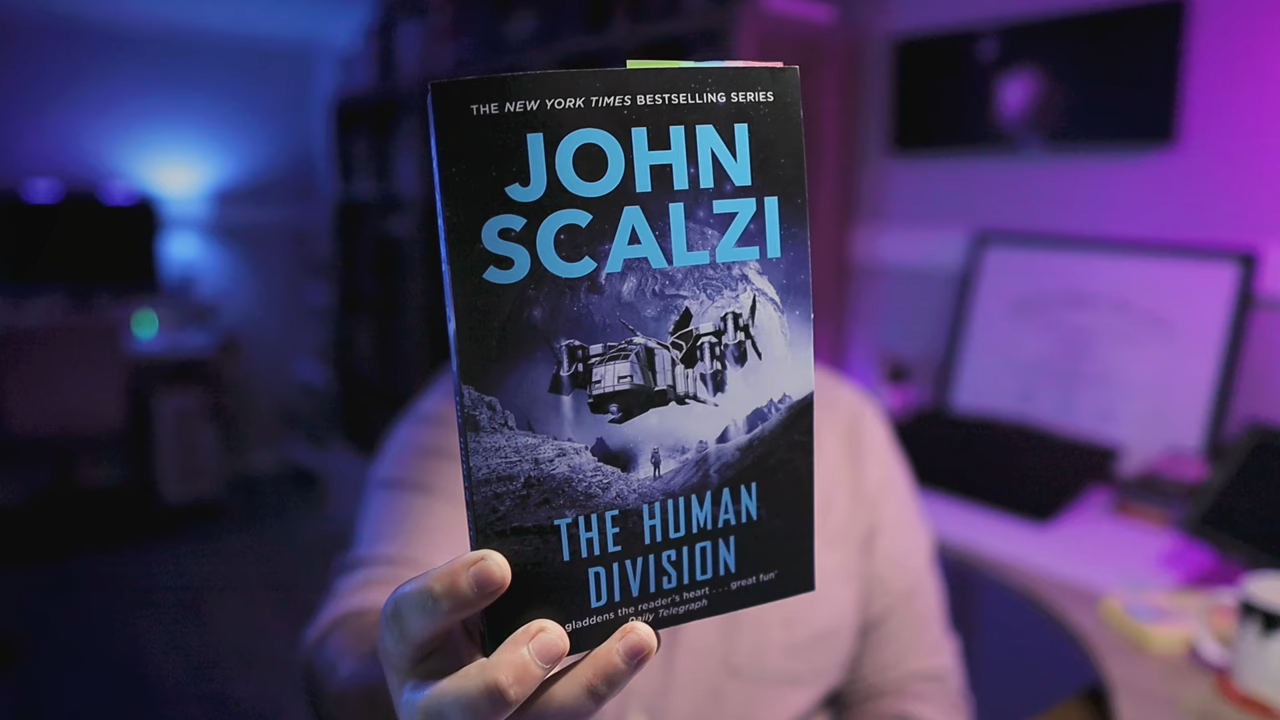 THE NEW YORK TIMES BESTSELLING SERIES
JOHN
SCALZI
THE HUMAN
DIVISION
gladdens the reader's heart . . . great fun'
Daily Telegraph